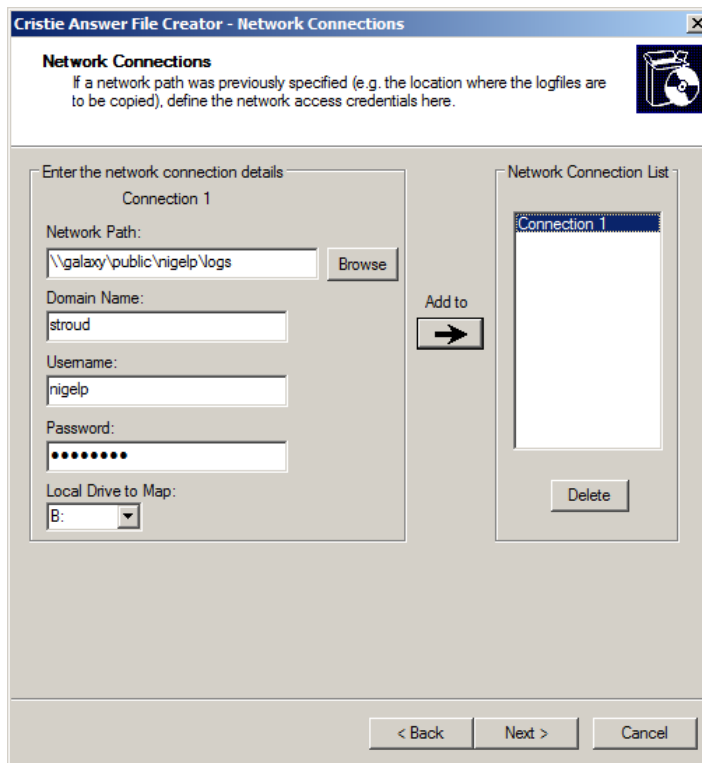 Cristie Answer File Creator - Network Connections
Network Connections
If a network path was previously specified (e.g. the location where the logfiles are
to be copied), define the network access credentials here.
Enter the network connection details
Connection 1
Network Path:
\\galaxy\public\nigelp\logs
Browse
Domain Name:
stroud
Username:
nigelp
Password:
••••••••
Local Drive to Map:
B:
Add to
Network Connection List
Connection 1
Delete
< Back
Next >
Cancel